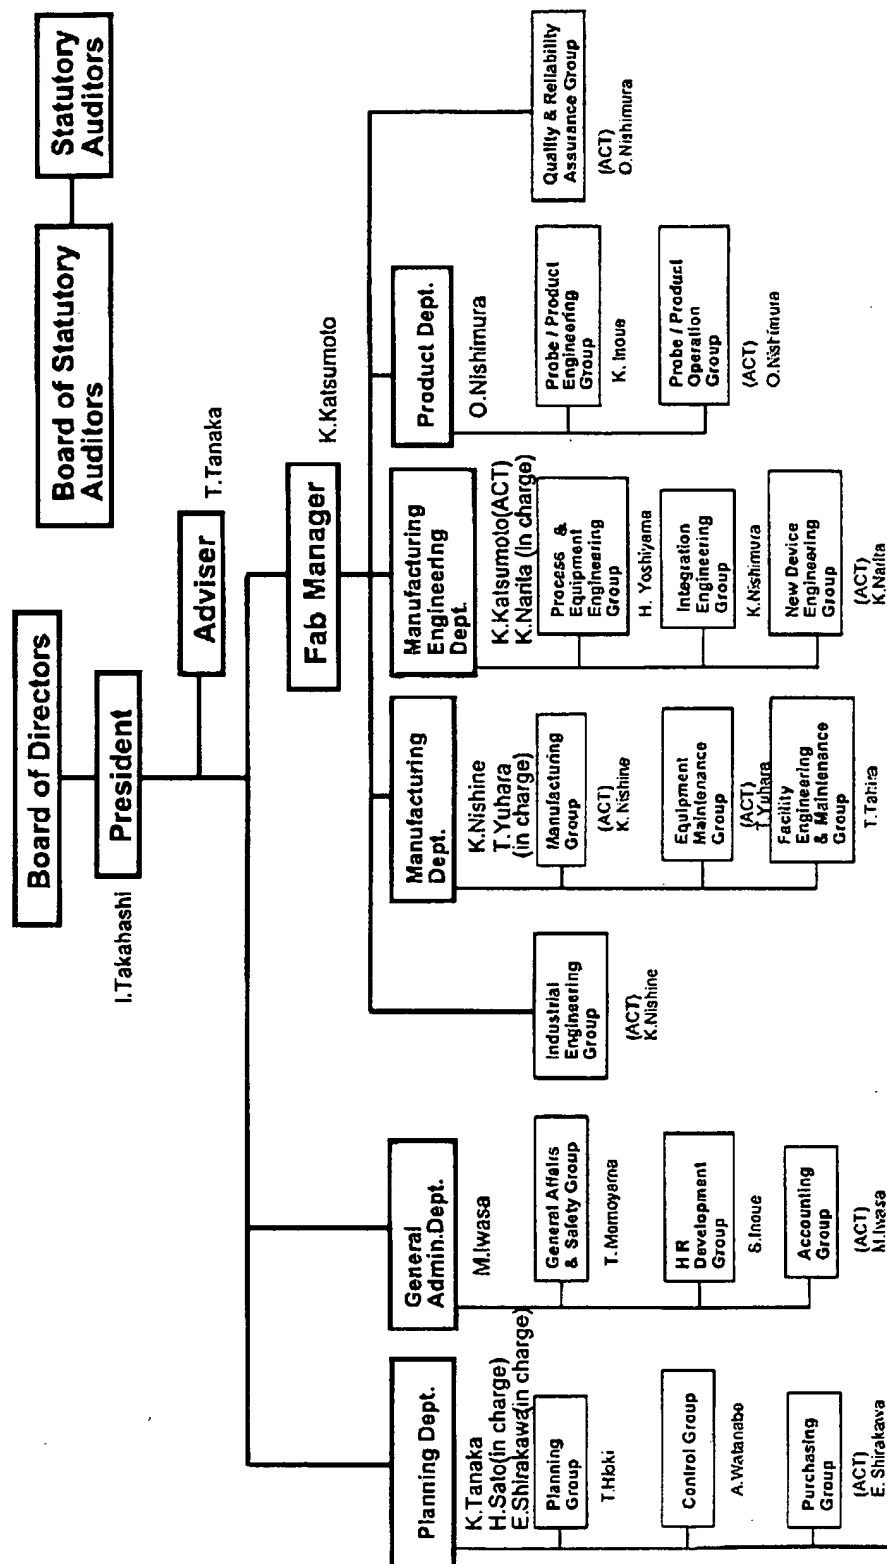 Board of Directors
Board of Statutory
Auditors
Statutory
Auditors
President
I.Takahashi
Adviser
T.Tanaka
Fab Manager
K.Katsumoto
Planning Dept.
K.Tanaka
H.Sato(in charge)
E.Shirakawa(in charge)
Planning
Group
T.Hioki
Control Group
A.Watanabe
Purchasing
Group
(ACT)
E. Shirakawa
General
Admin.Dept.
M.Iwasa
General Affairs
& Safety Group
T. Momoyama
HR
Development
Group
S.Inoue
Accounting
Group
(ACT)
M.Iwasa
Industrial
Engineering
Group
(ACT)
K.Nishine
Manufacturing
Dept.
K.Nishine
T.Yuhara
(in charge)
Manufacturing
Group
(ACT)
K. Nishine
Equipment
Maintenance
Group
(ACT)
T.Yuhara
Facility
Engineering
& Maintenance
Group
T.Tahira
Manufacturing
Engineering
Dept.
K.Katsumoto(ACT)
K.Narita (in charge)
Process &
Equipment
Engineering
Group
H. Yoshiyama
Integration
Engineering
Group
K.Nishimura
New Device
Engineering
Group
(ACT)
K.Narita
Product Dept.
O.Nishimura
Probe / Product
Engineering
Group
K. Inoue
Probe / Product
Operation
Group
(ACT)
O.Nishimura
Quality & Reliability
Assurance Group
(ACT)
O.Nishimura